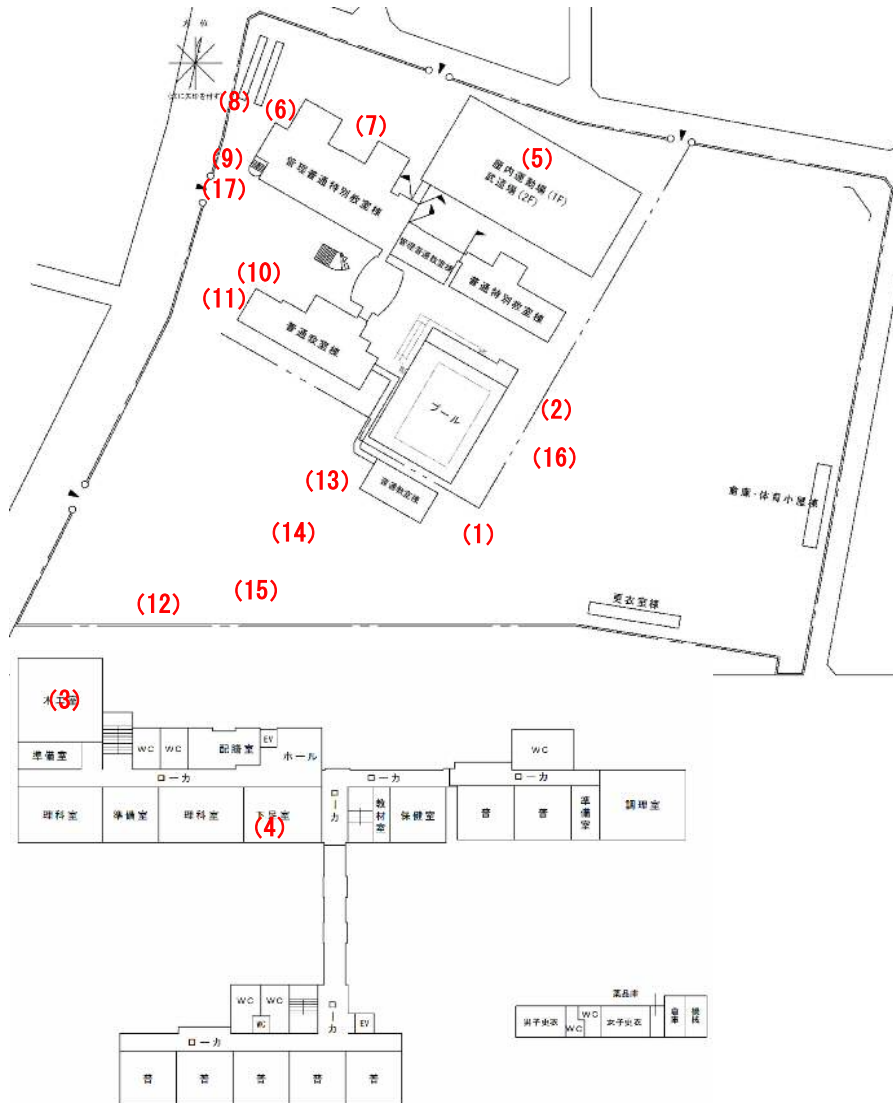 方位
(8)
(6)
(7)
(5)
屋内運動場(1F)
武道場(2F)
(9)
(17)
管理普通特別教室棟
管理普通教室棟
普通特別教室棟
(10)
(11)
普通教室棟
プール
(2)
(16)
(13)
普通教室棟
倉庫・体育小屋棟
(14)
(1)
(15)
(12)
更衣室棟
(3)
準備室
WC
WC
配膳室
EV
ホール
WC
ローカ
ローカ
ローカ
理科室
準備室
理科室
(4)
ローカ
教材室
保健室
普
普
準備室
調理室
WC
WC
WC
ローカ
EV
ローカ
普
普
普
普
普
薬品庫
男子更衣
WC
WC
女子更衣
倉庫
機械